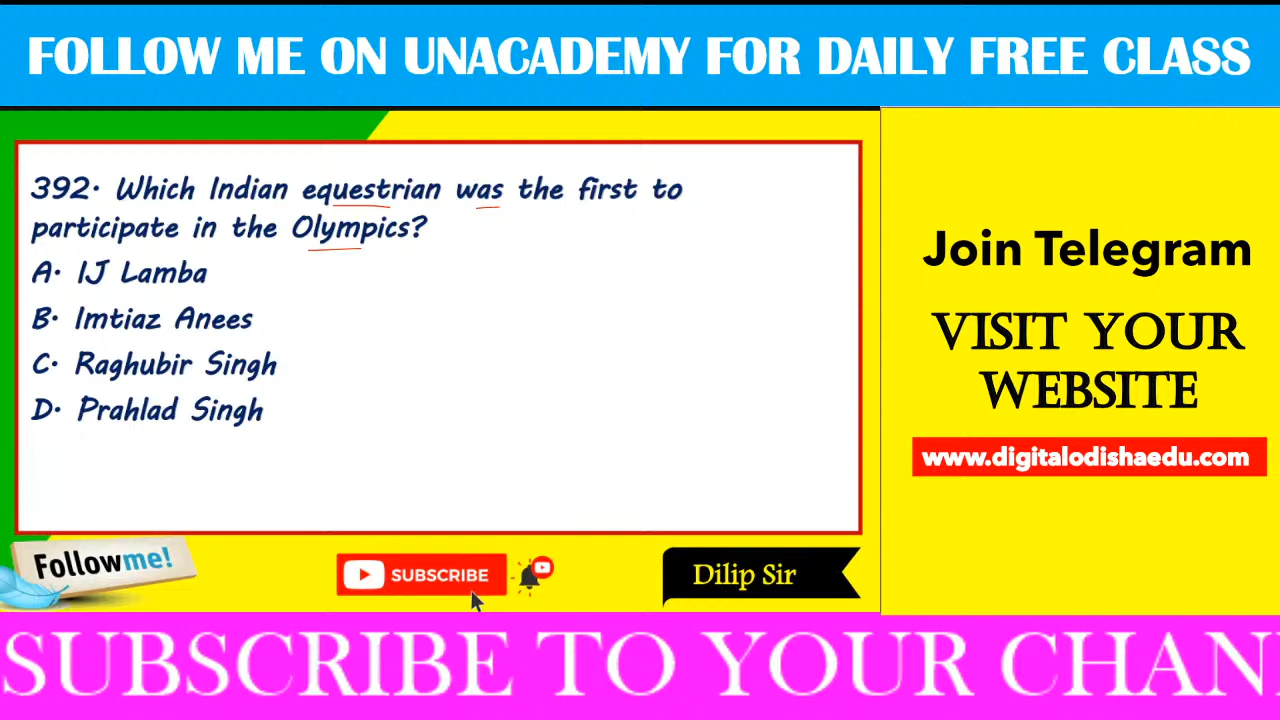 FOLLOW ME ON UNACADEMY FOR DAILY FREE CLASS
392. Which Indian equestrian was the first to
participate in the Olympics?
A. IJ Lamba
B. Imtiaz Anees
C. Raghubir Singh
D. Prahlad Singh
Join Telegram
VISIT YOUR
WEBSITE
www.digitalodishaedu.com
Followme!
SUBSCRIBE
Dilip Sir
SUBSCRIBE TO YOUR CHAN